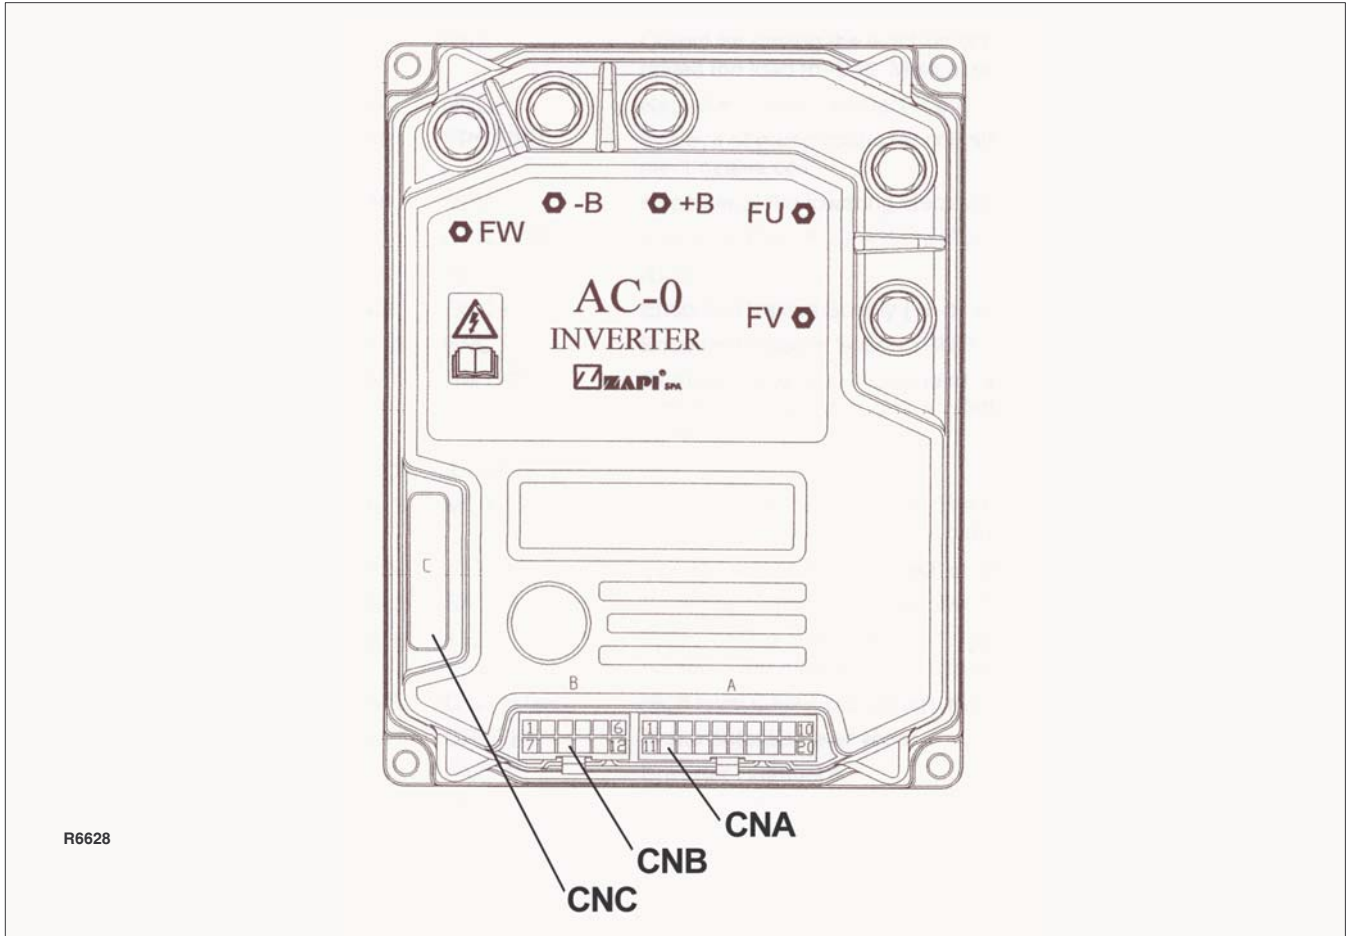 -B +B FU
FW
AC-0
INVERTER
FV
ZAPI® SPA
C
B A
1 6 1 10
7 12 11 20
CNA
R6628
CNB
CNC